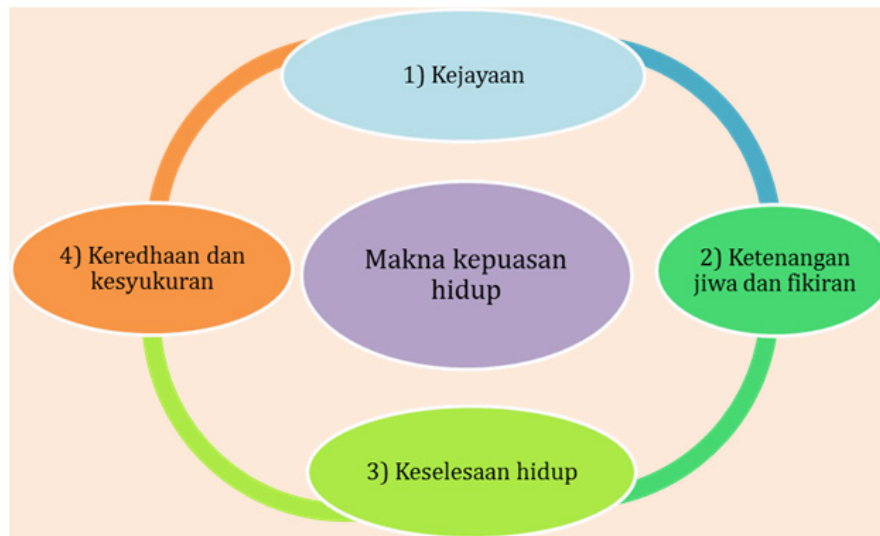 1) Kejayaan
2) Ketenangan
jiwa dan fikiran
3) Keselesaan hidup
4) Keredhaan dan
kesyukuran
Makna kepuasan
hidup